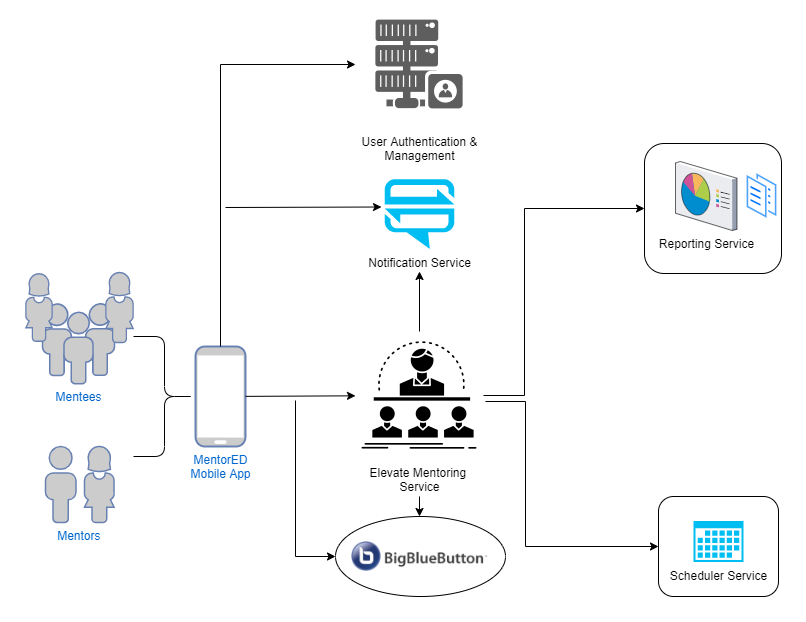 User Authentication &
Management
Notification Service
Reporting Service
Mentees
MentorED
Mobile App
Mentors
Elevate Mentoring
Service
b BigBlueButton
Scheduler Service